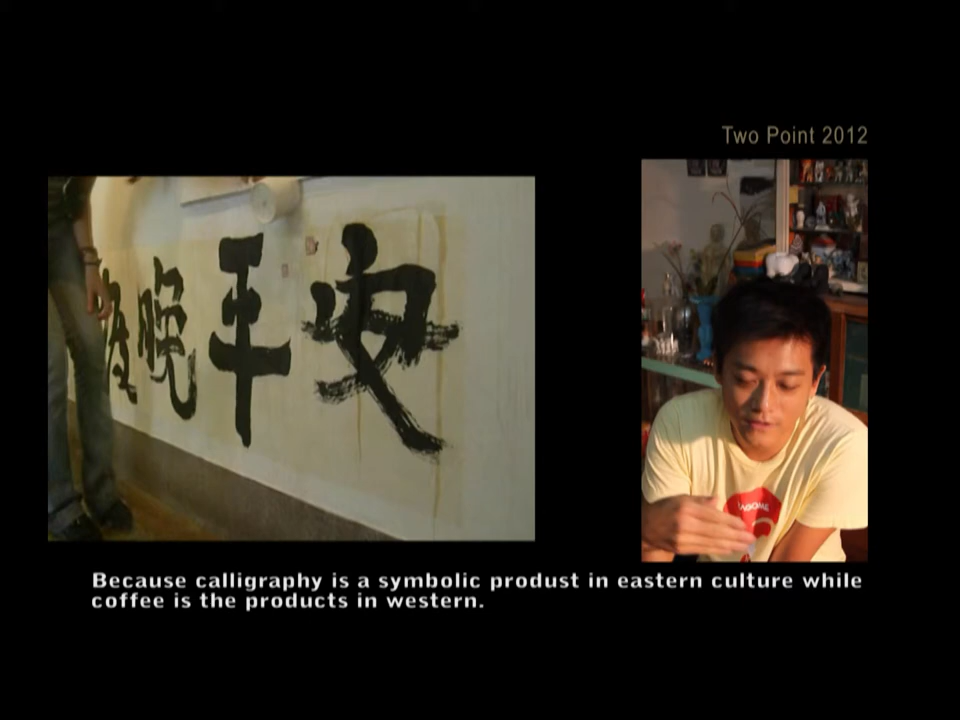 Two Point 2012
安平晚渡
Because calligraphy is a symbolic produst in eastern culture while
coffee is the products in western.